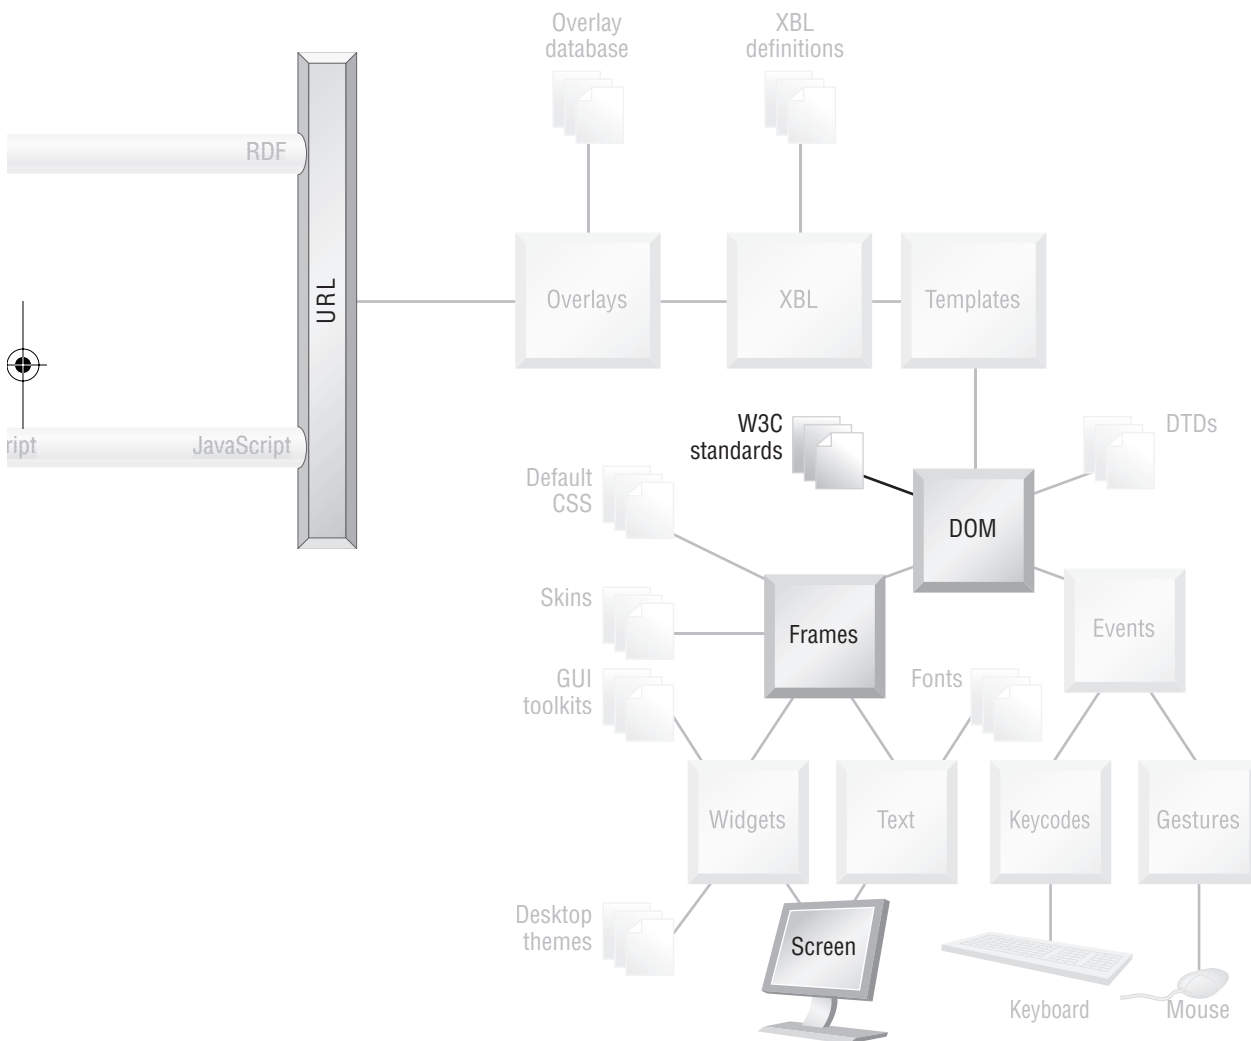 Overlay
database
XBL
definitions
RDF
URL
Overlays
XBL
Templates
W3C
standards
DTDs
ript
JavaScript
Default
CSS
DOM
Skins
Frames
Events
GUI
toolkits
Fonts
Widgets
Text
Keycodes
Gestures
Desktop
themes
Screen
Keyboard
Mouse